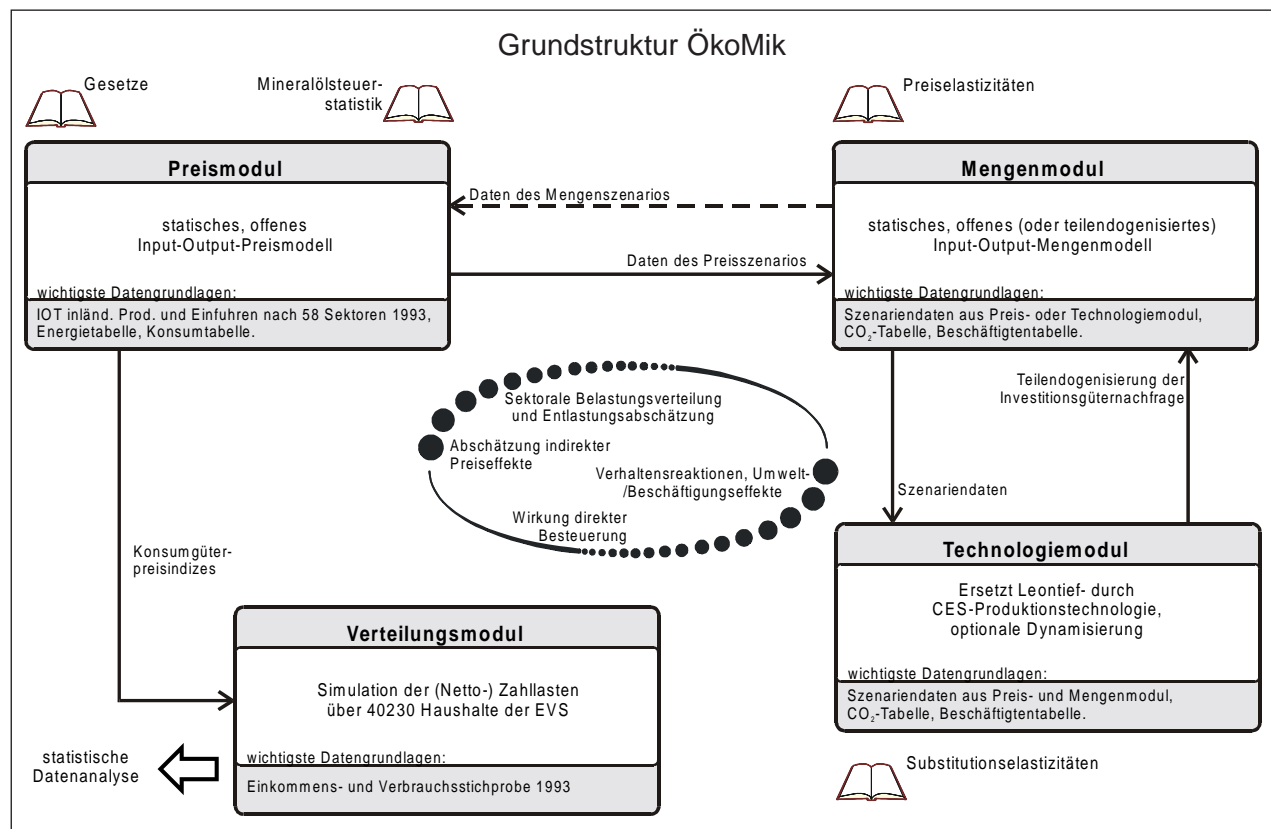 Grundstruktur ÖkoMik
Gesetze
Mineralölsteuer-
statistik
Preiselastizitäten
Preismodul
statisches, offenes
Input-Output-Preismodell
wichtigste Datengrundlagen:
IOT inländ. Prod. und Einfuhren nach 58 Sektoren 1993,
Energietabelle, Konsumtabelle.
Daten des Mengenszenarios
Daten des Preisszenarios
Mengenmodul
statisches, offenes (oder teilendogenisiertes)
Input-Output-Mengenmodell
wichtigste Datengrundlagen:
Szenariendaten aus Preis- oder Technologiemodul,
CO₂-Tabelle, Beschäftigtentabelle.
Sektorale Belastungsverteilung
und Entlastungsabschätzung
Abschätzung indirekter
Preiseffekte
Verhaltensreaktionen, Umwelt-
/Beschäftigungseffekte
Wirkung direkter
Besteuerung
Teilendogenisierung der
Investitionsgüternachfrage
Szenariendaten
Konsumgüter-
preisindizes
Technologiemodul
Ersetzt Leontief- durch
CES-Produktionstechnologie,
optionale Dynamisierung
wichtigste Datengrundlagen:
Szenariendaten aus Preis- und Mengenmodul,
CO₂-Tabelle, Beschäftigtentabelle.
Verteilungsmodul
Simulation der (Netto-) Zahllasten
über 40230 Haushalte der EVS
wichtigste Datengrundlagen:
Einkommens- und Verbrauchsstichprobe 1993
statistische
Datenanalyse
Substitutionselastizitäten